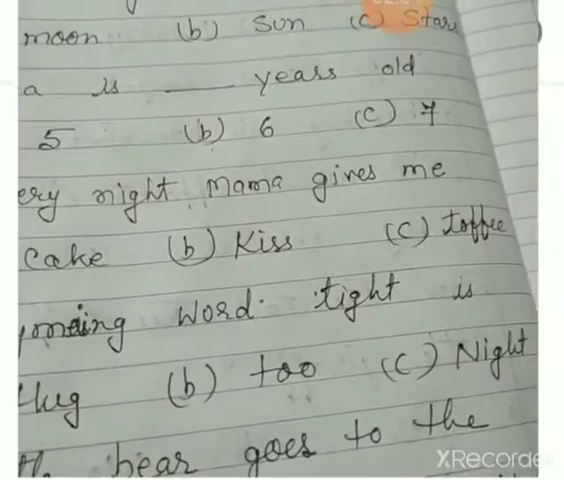 moon (b) Sun (c) Stars
a is ___ years old
5 (b) 6 (c) 7
ery night Mama gives me
cake (b) Kiss (c) toffee
word. tight is
Hug (b) too (c) Night
bear goes to the
XRecorder